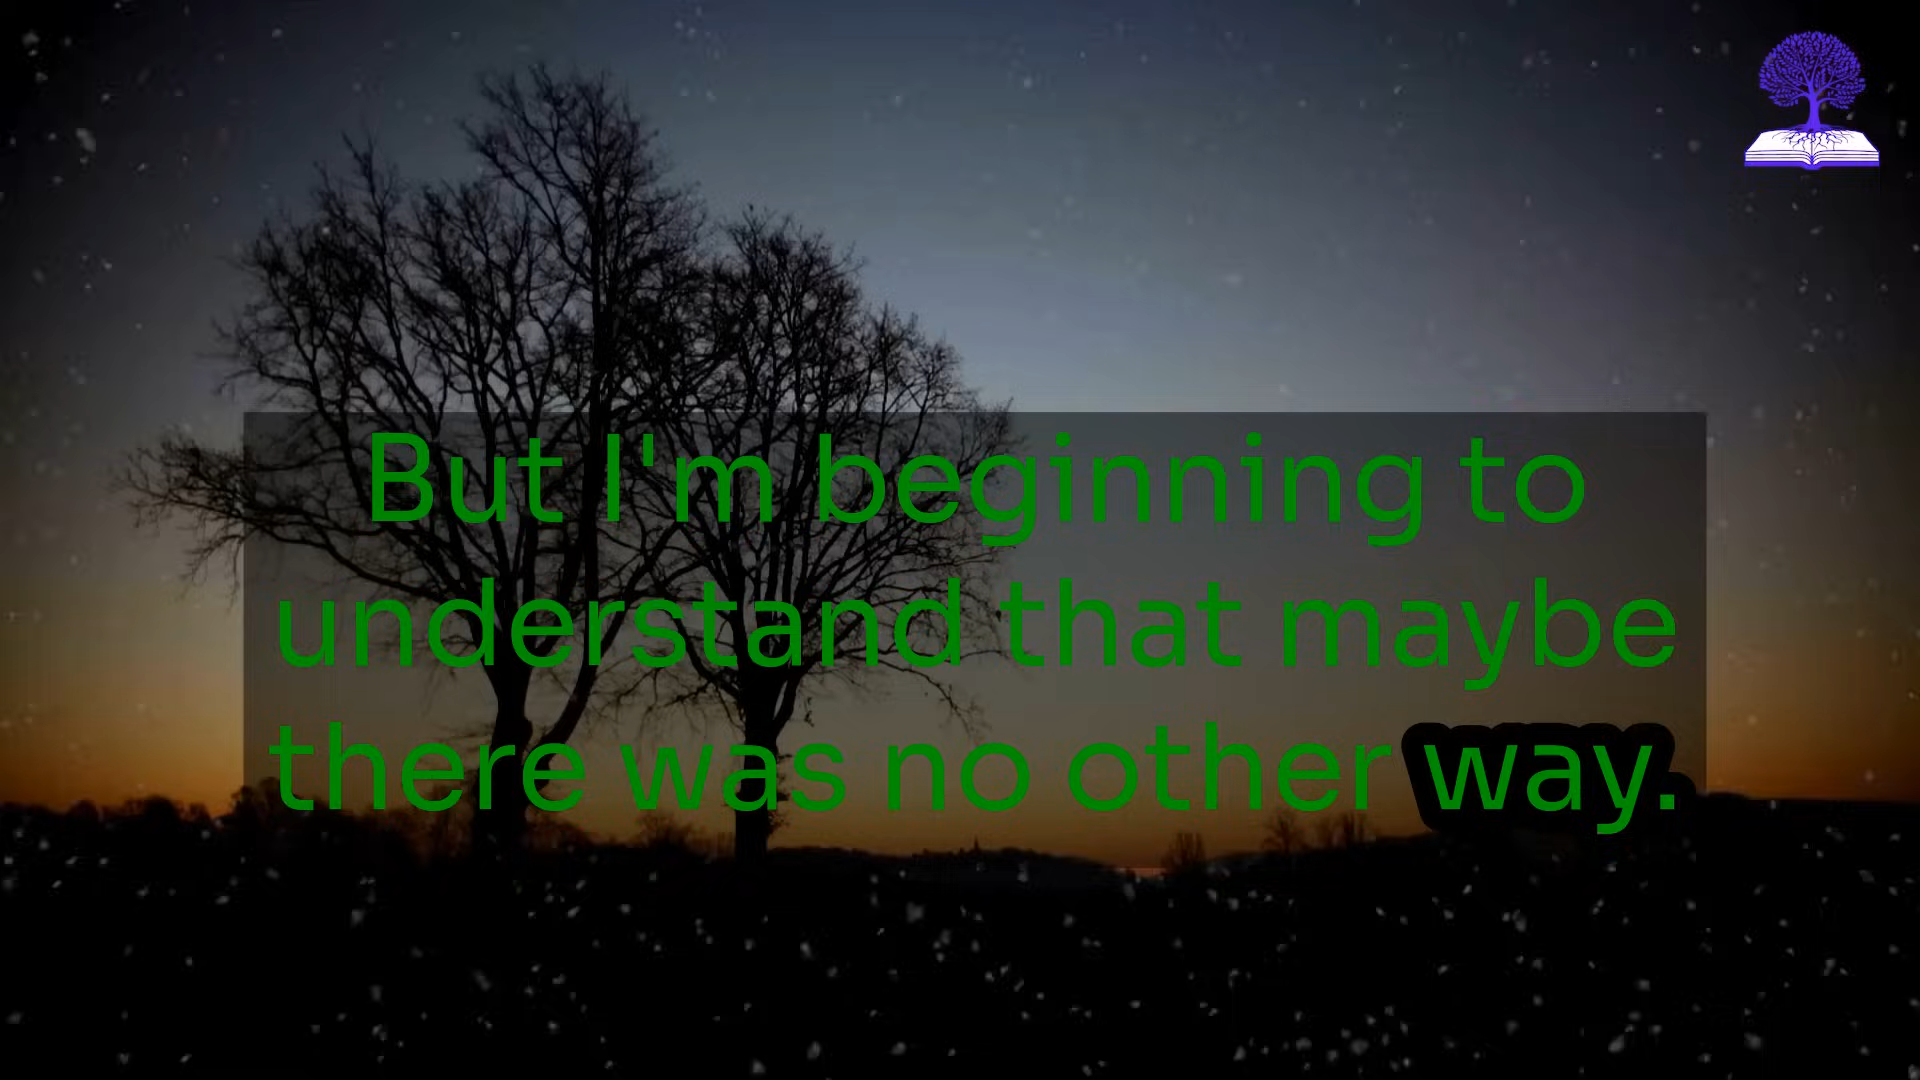 But I'm beginning to
understand that maybe
there was no other way.